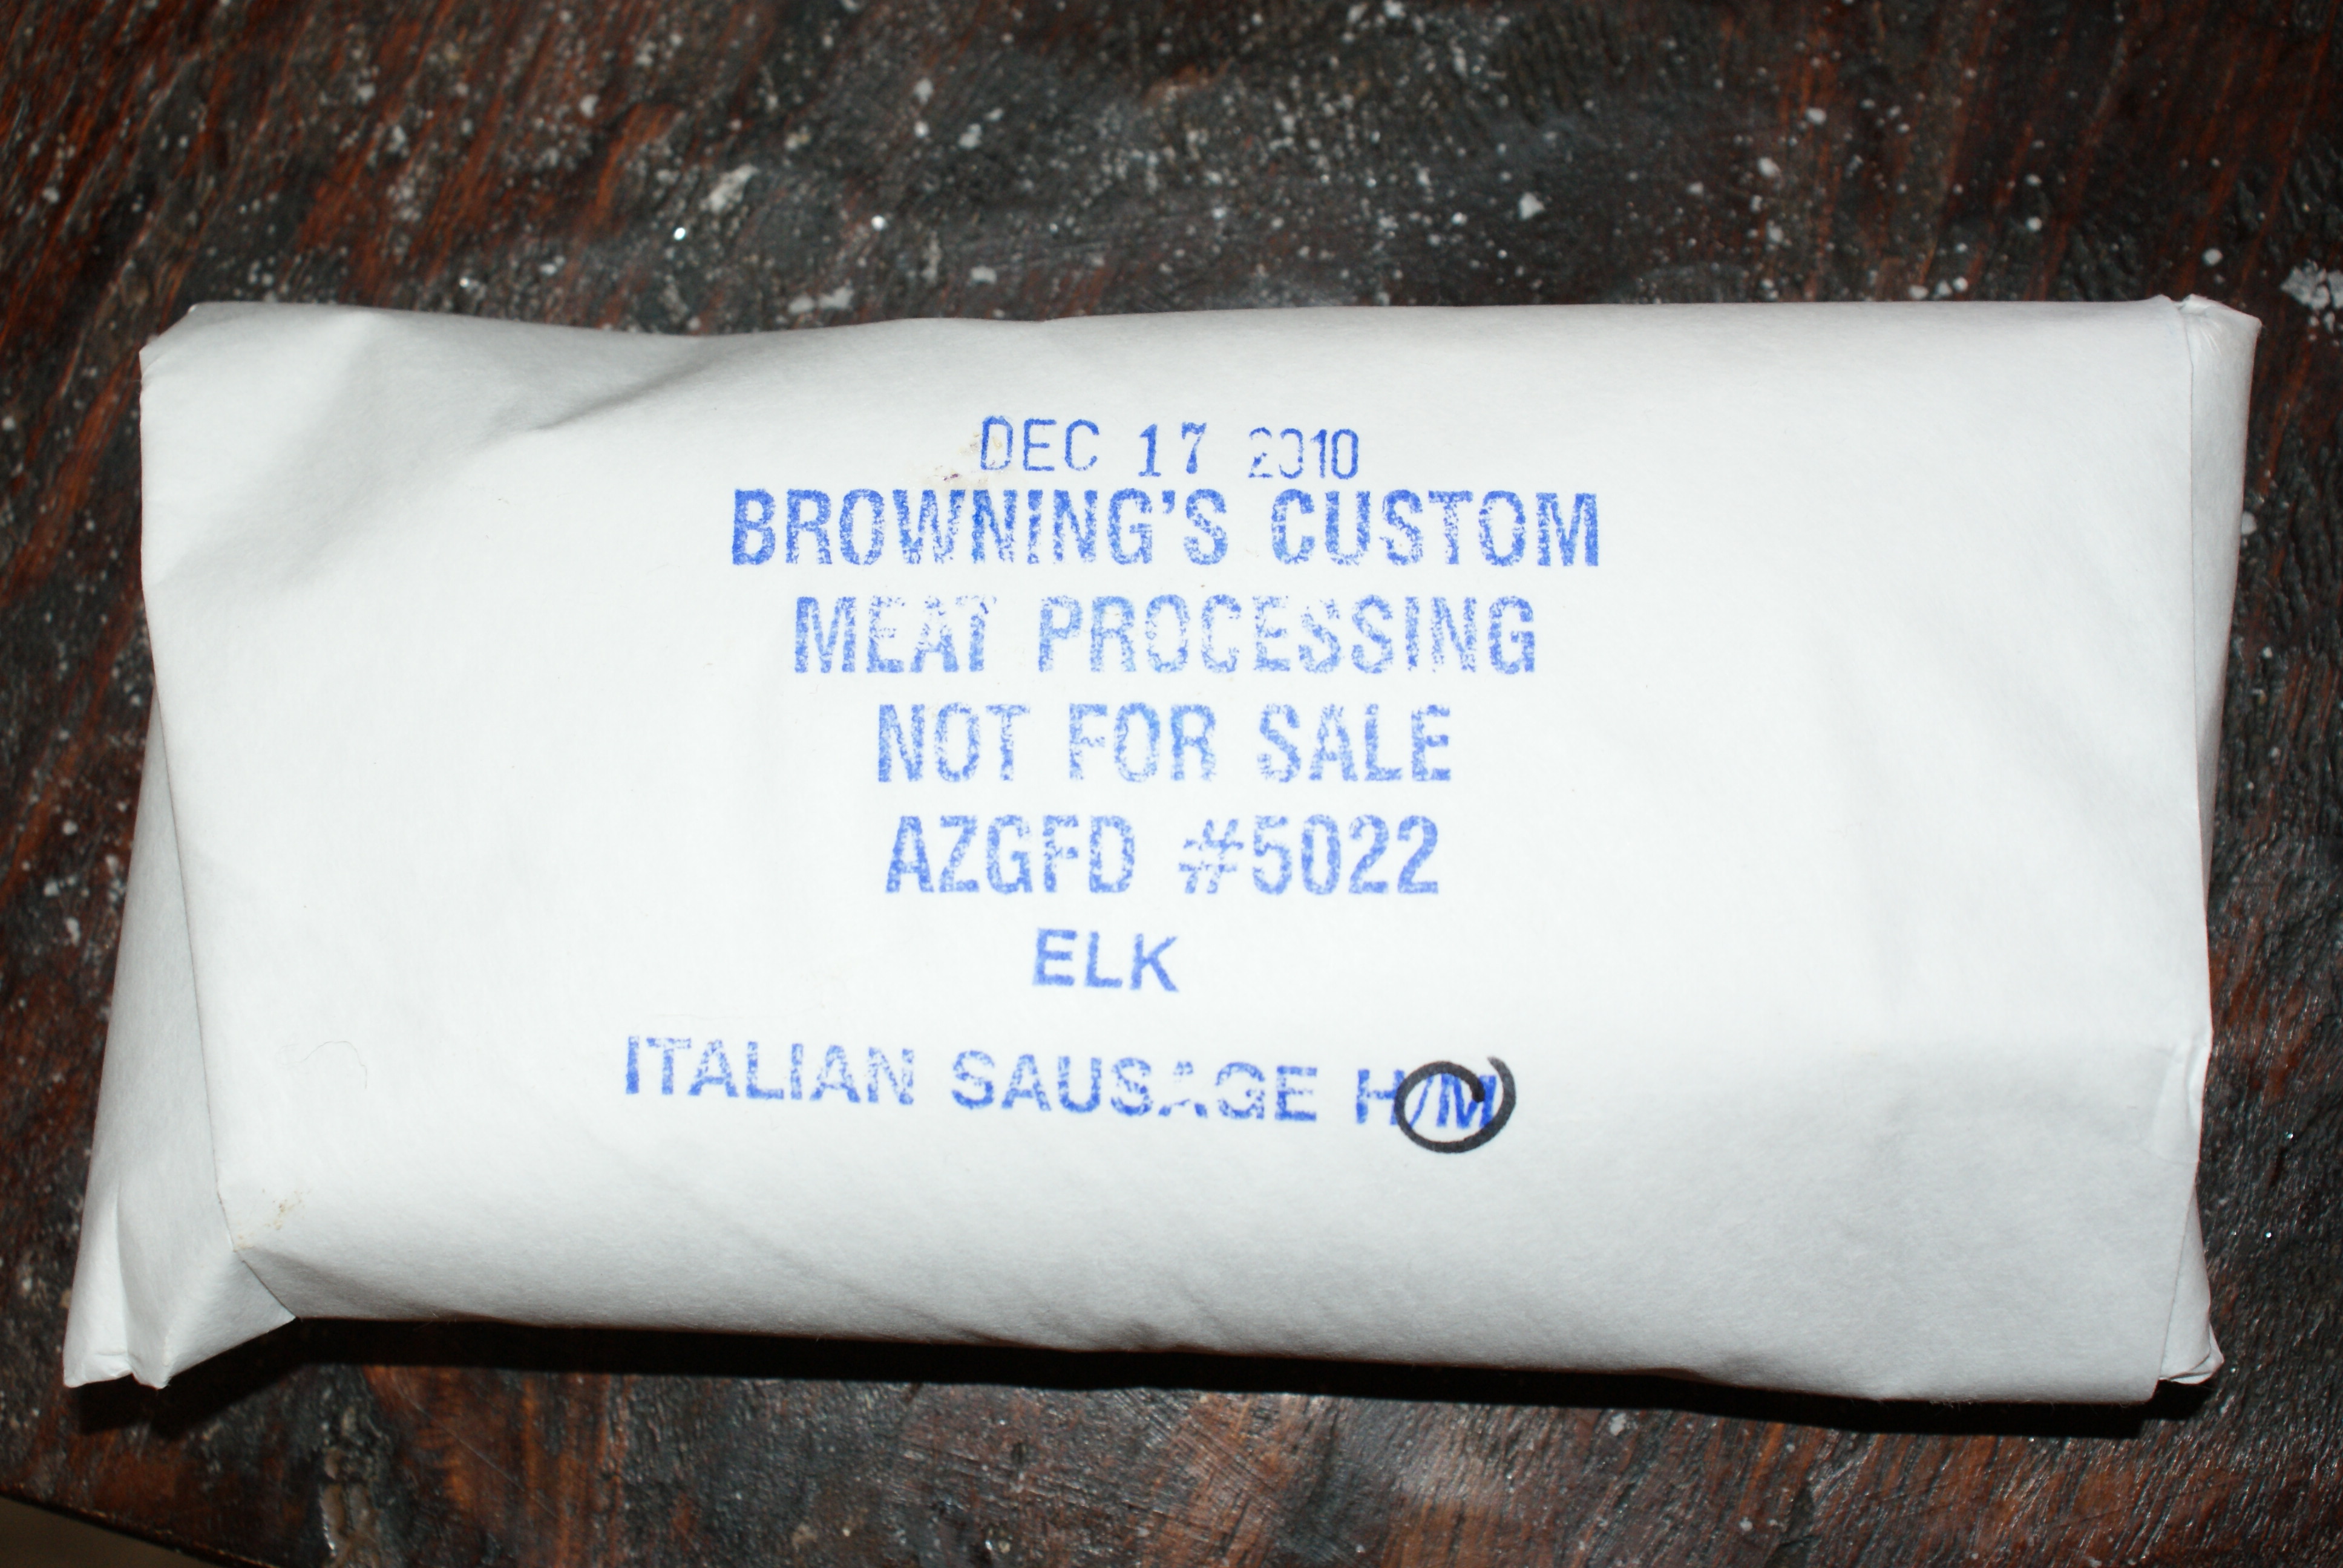 DEC 17 2010
BROWNING'S CUSTOM
MEAT PROCESSING
NOT FOR SALE
AZGFD #5022
ELK
ITALIAN SAUSAGE H/M